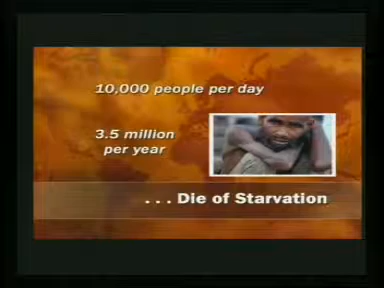 10,000 people per day
3.5 million
per year
. . . Die of Starvation